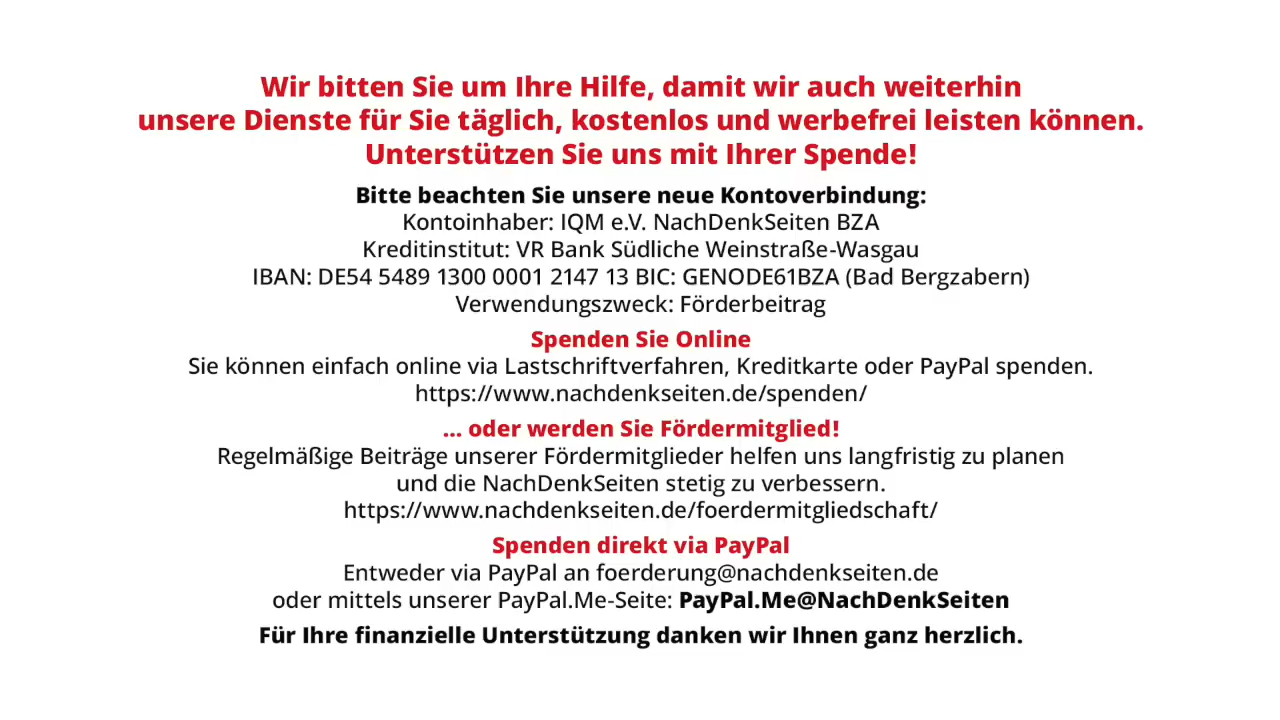 Wir bitten Sie um Ihre Hilfe, damit wir auch weiterhin
unsere Dienste für Sie täglich, kostenlos und werbefrei leisten können.
Unterstützen Sie uns mit Ihrer Spende!
Bitte beachten Sie unsere neue Kontoverbindung:
Kontoinhaber: IQM e.V. NachDenkSeiten BZA
Kreditinstitut: VR Bank Südliche Weinstraße-Wasgau
IBAN: DE54 5489 1300 0001 2147 13 BIC: GENODE61BZA (Bad Bergzabern)
Verwendungszweck: Förderbeitrag
Spenden Sie Online
Sie können einfach online via Lastschriftverfahren, Kreditkarte oder PayPal spenden.
https://www.nachdenkseiten.de/spenden/
... oder werden Sie Fördermitglied!
Regelmäßige Beiträge unserer Fördermitglieder helfen uns langfristig zu planen
und die NachDenkSeiten stetig zu verbessern.
https://www.nachdenkseiten.de/foerdermitgliedschaft/
Spenden direkt via PayPal
Entweder via PayPal an foerderung@nachdenkseiten.de
oder mittels unserer PayPal.Me-Seite: PayPal.Me@NachDenkSeiten
Für Ihre finanzielle Unterstützung danken wir Ihnen ganz herzlich.